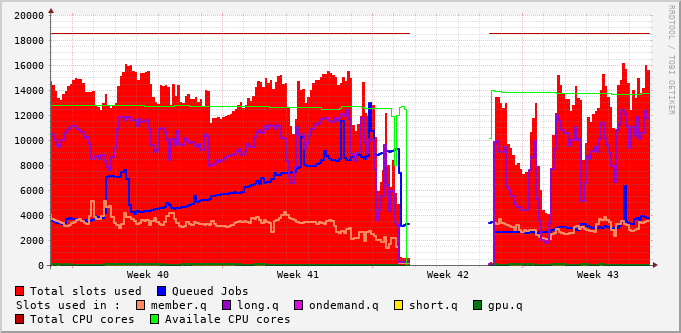 20000
18000
16000
14000
12000
10000
8000
6000
4000
2000
0
Week 40 Week 41 Week 42 Week 43
RRDTOOL / TOBI OETIKER
Total slots used Queued Jobs
Slots used in : member.q long.q ondemand.q short.q gpu.q
Total CPU cores Availale CPU cores